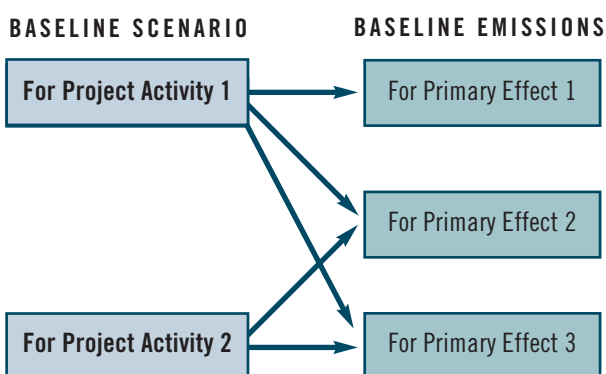 BASELINE SCENARIO
BASELINE EMISSIONS
For Project Activity 1
For Primary Effect 1
For Primary Effect 2
For Project Activity 2
For Primary Effect 3